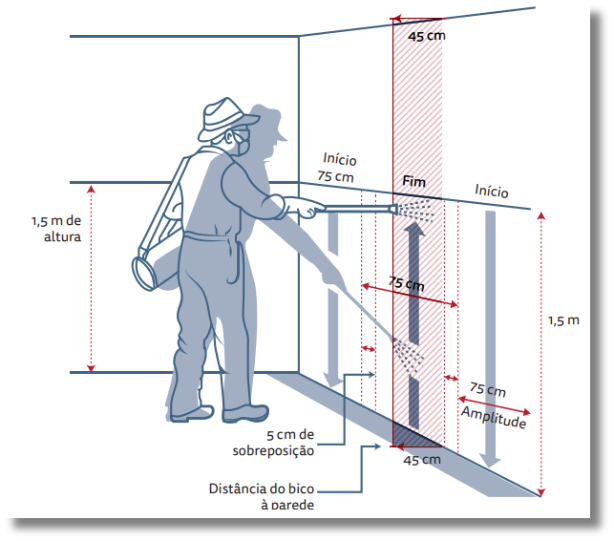 45 cm
Início
75 cm
Fim
Início
1,5 m de
altura
75 cm
1,5 m
75 cm
Amplitude
5 cm de
sobreposição
45 cm
Distância do bico
à parede